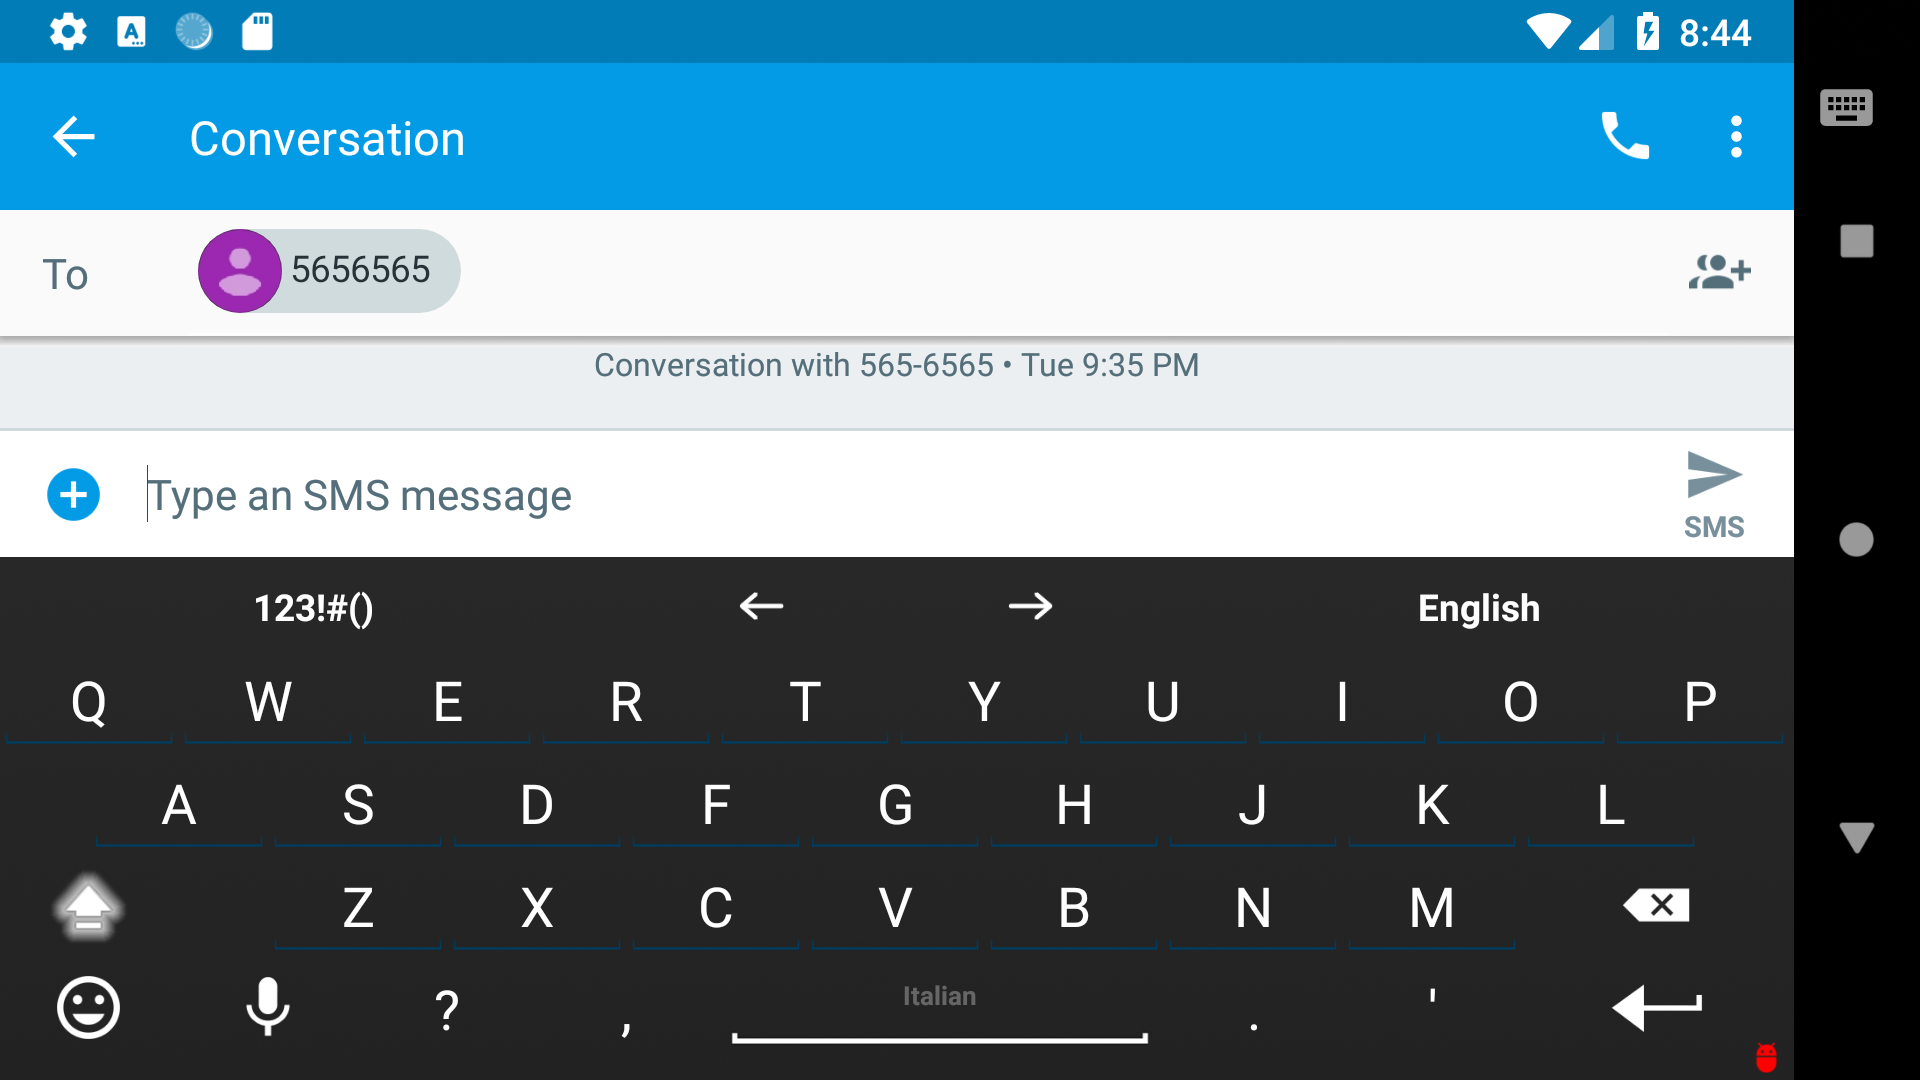 8:44
Conversation
To
5656565
Conversation with 565-6565 • Tue 9:35 PM
Type an SMS message
SMS
123!#() ← → English
Q W E R T Y U I O P
A S D F G H J K L
Z X C V B N M
? , Italian . '